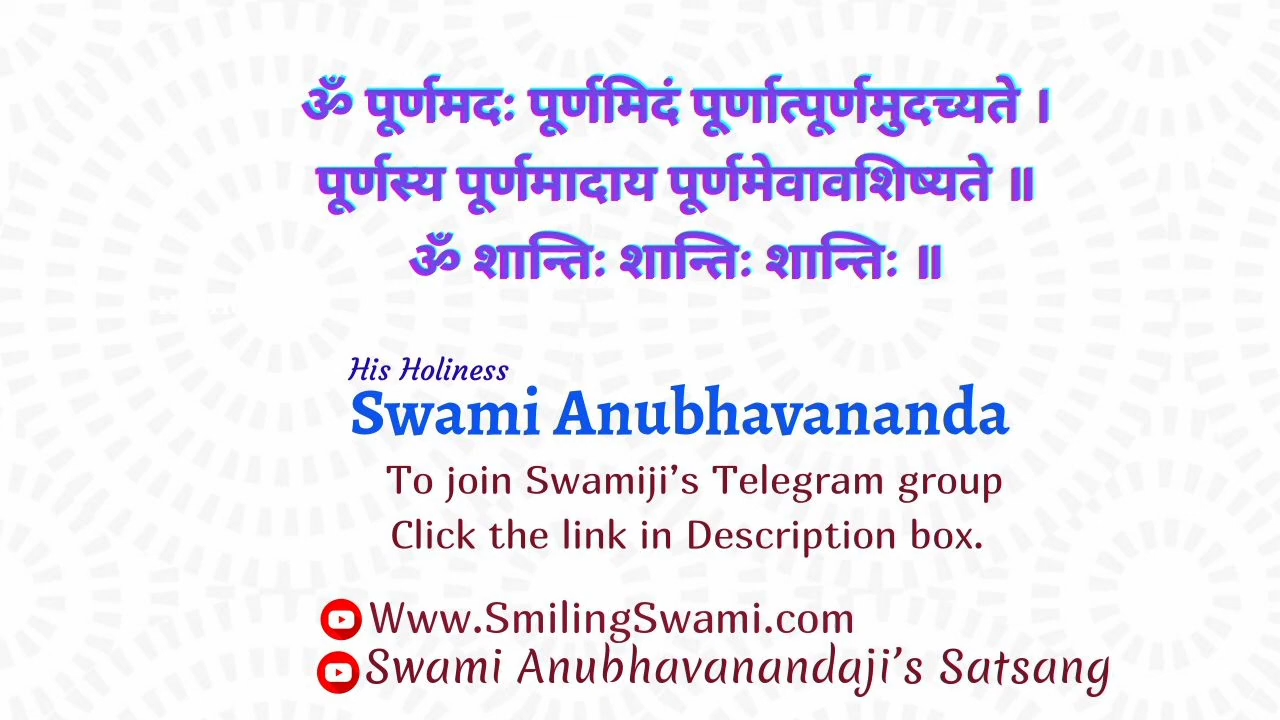 ॐ पूर्णमदः पूर्णमिदं पूर्णात्पूर्णमुदच्यते ।
पूर्णस्य पूर्णमादाय पूर्णमेवावशिष्यते ॥
ॐ शान्तिः शान्तिः शान्तिः ॥
His Holiness
Swami Anubhavananda
To join Swamiji's Telegram group
Click the link in Description box.
Www.SmilingSwami.com
Swami Anubhavanandaji's Satsang